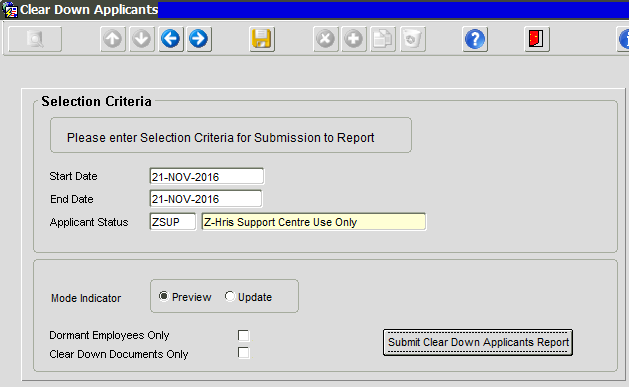 Clear Down Applicants
Selection Criteria
Please enter Selection Criteria for Submission to Report
Start Date 21-NOV-2016
End Date 21-NOV-2016
Applicant Status ZSUP Z-Hris Support Centre Use Only
Mode Indicator Preview Update
Dormant Employees Only
Clear Down Documents Only
Submit Clear Down Applicants Report